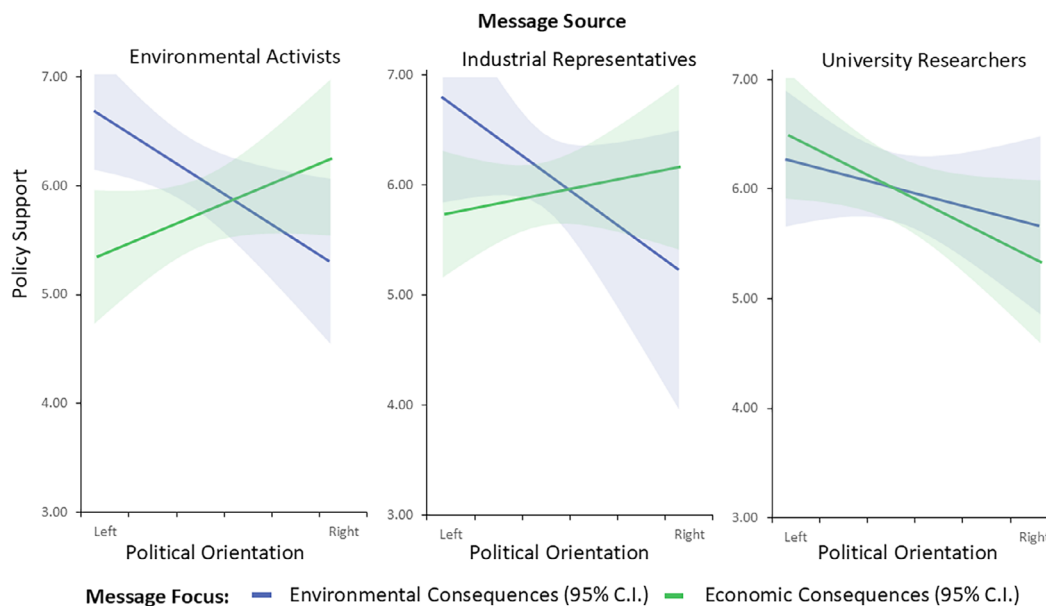 Message Source
Environmental Activists
Industrial Representatives
University Researchers
Policy Support
7.00
6.00
5.00
4.00
3.00
Left
Right
Political Orientation
7.00
6.00
5.00
4.00
3.00
Left
Right
Political Orientation
7.00
6.00
5.00
4.00
3.00
Left
Right
Political Orientation
Message Focus: Environmental Consequences (95% C.I.) Economic Consequences (95% C.I.)